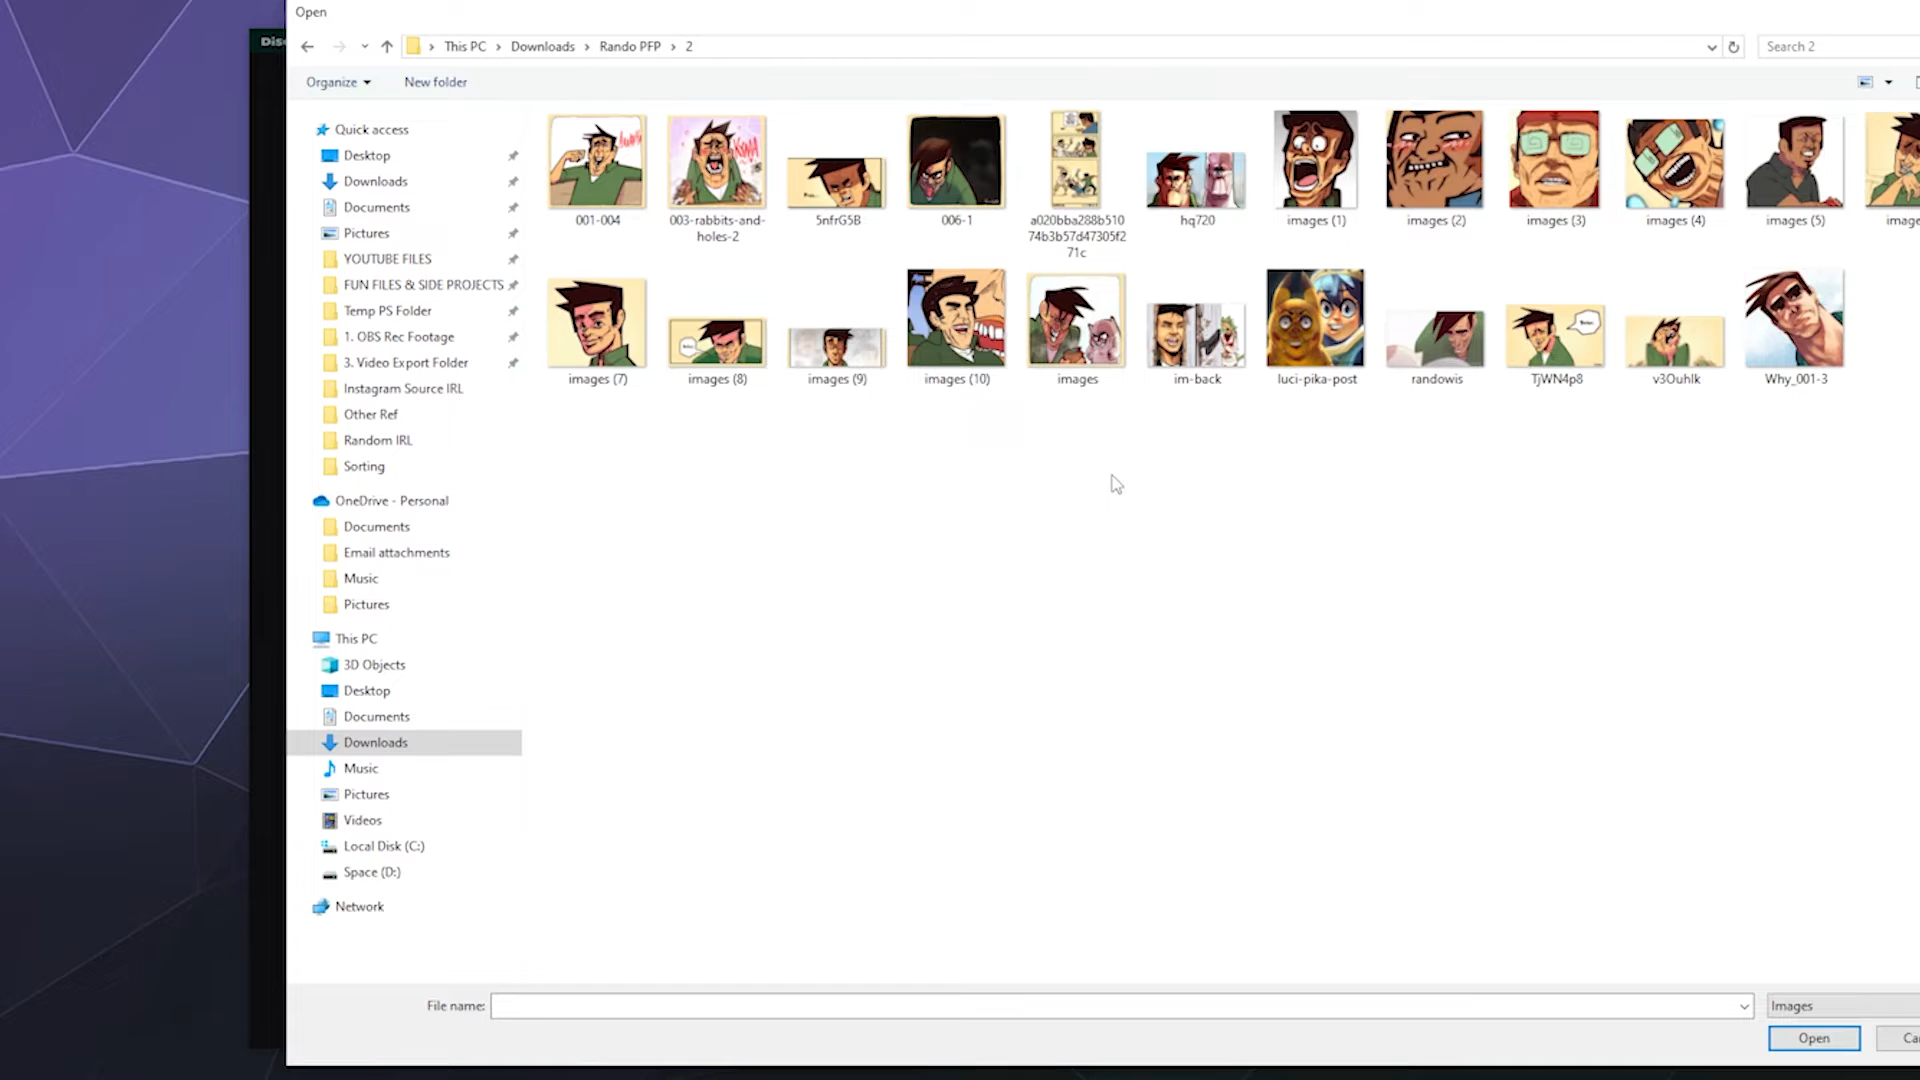 Open
Disc
This PC > Downloads > Rando PFP > 2
Search 2
Organize
New folder
Quick access
Desktop
Downloads
Documents
Pictures
YOUTUBE FILES
FUN FILES & SIDE PROJECTS
Temp PS Folder
1. OBS Rec Footage
3. Video Export Folder
Instagram Source IRL
Other Ref
Random IRL
Sorting
OneDrive - Personal
Documents
Email attachments
Music
Pictures
This PC
3D Objects
Desktop
Documents
Downloads
Music
Pictures
Videos
Local Disk (C:)
Space (D:)
Network
001-004
003-rabbits-and-
holes-2
5nfrG5B
006-1
a020bba288b510
74b3b57d47305f2
71c
hq720
images (1)
images (2)
images (3)
images (4)
images (5)
image
images (7)
images (8)
images (9)
images (10)
images
im-back
luci-pika-post
randowis
TjWN4p8
v3OuhIk
Why_001-3
File name:
Images
Open
Ca